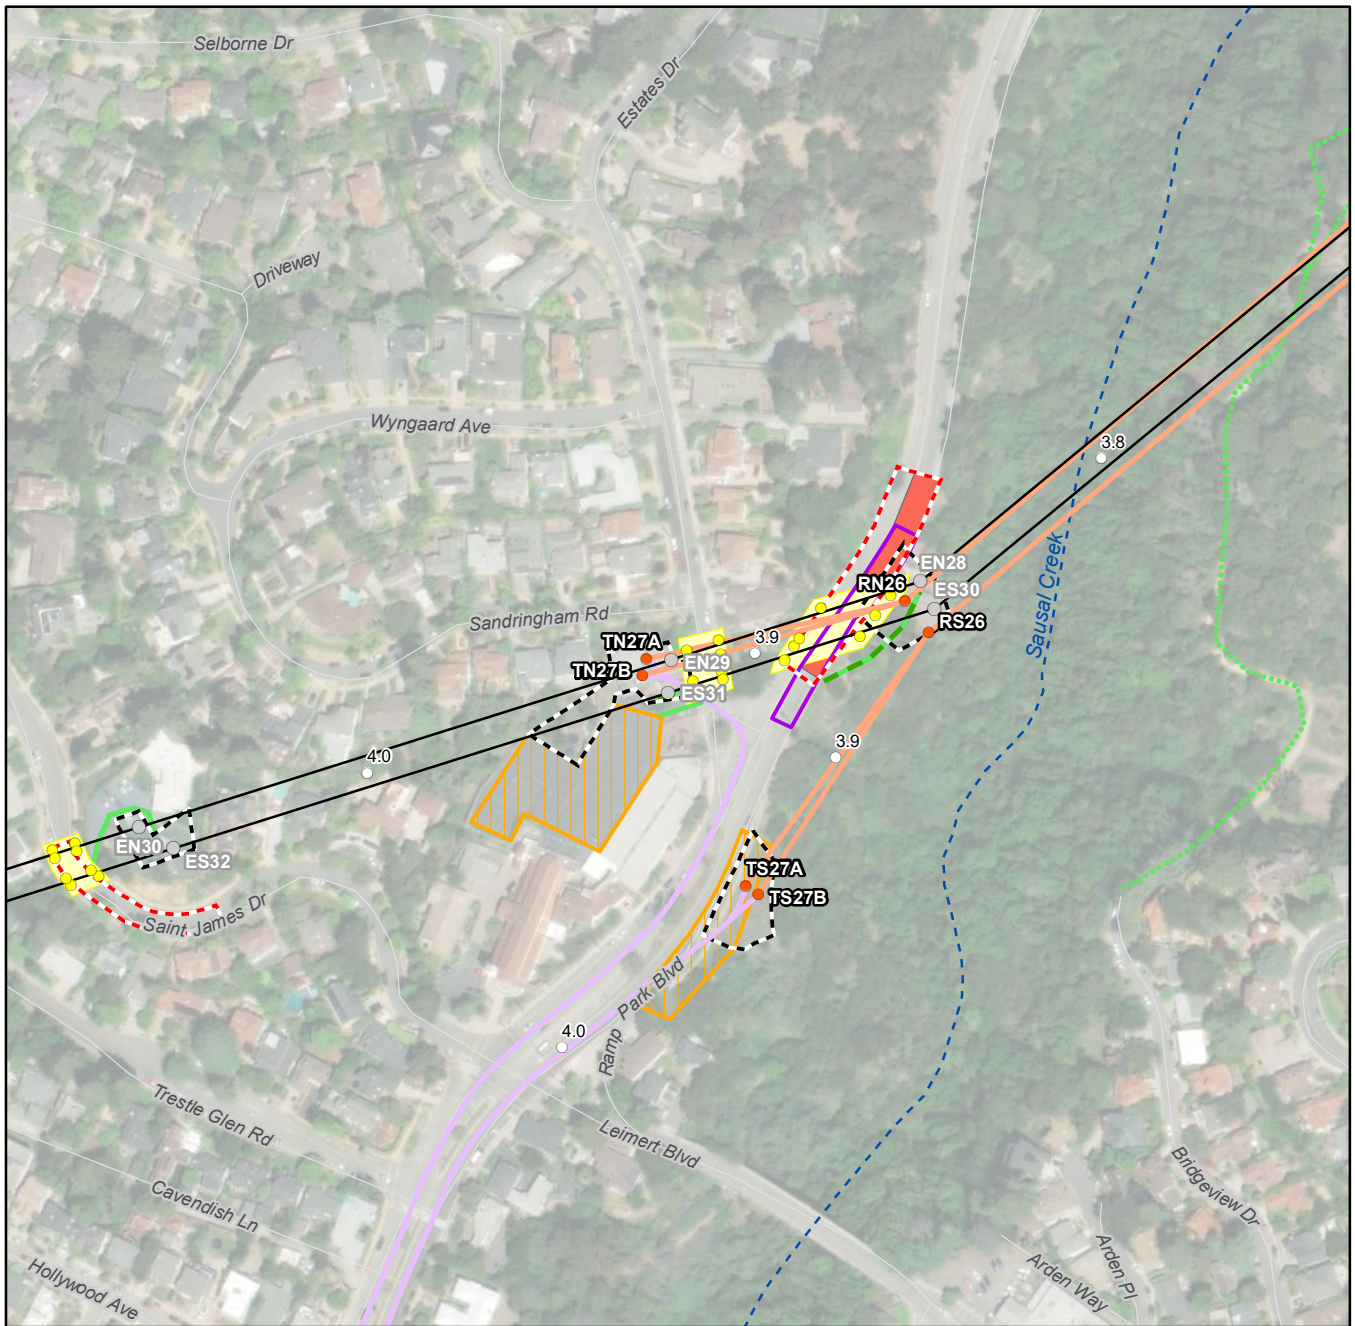 Selborne Dr
Estates Dr
Driveway
Wyngaard Ave
3.8
Sausal Creek
EN28
RN26
ES30
RS26
Sandringham Rd
TN27A
3.9
EN29
TN27B
ES31
3.9
4.0
EN30
ES32
TS27A
TS27B
Saint James Dr
Park Blvd
Ramp
4.0
Trestle Glen Rd
Leimert Blvd
Bridgeview Dr
Cavendish Ln
Arden Pl
Arden Way
Hollywood Ave